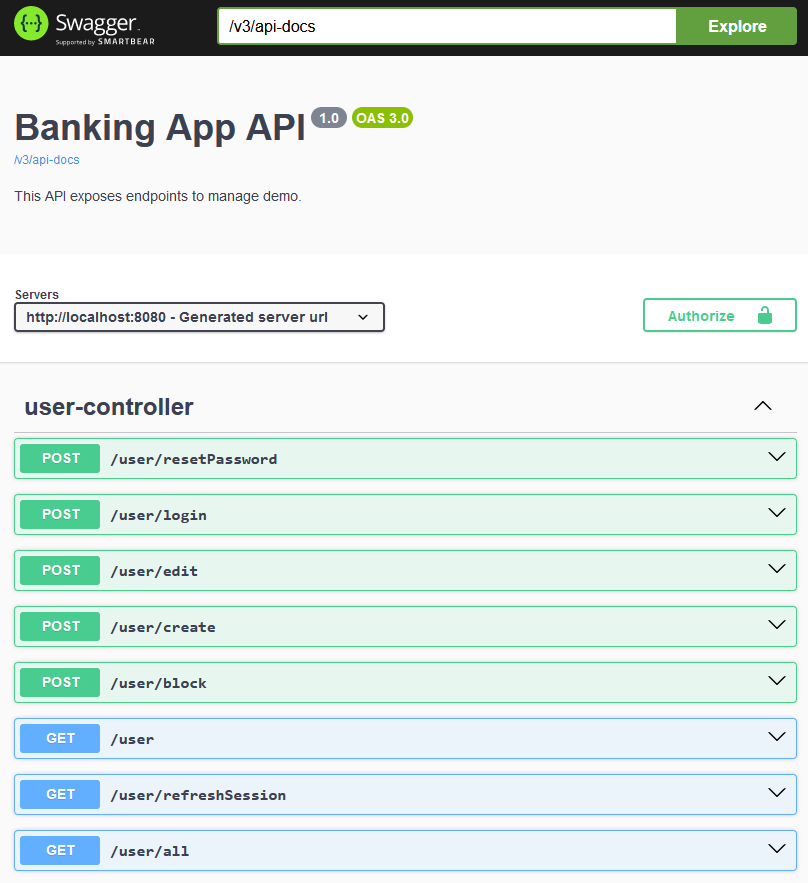 Swagger
Supported by SMARTBEAR
/v3/api-docs
Explore
Banking App API 1.0 OAS 3.0
/v3/api-docs
This API exposes endpoints to manage demo.
Servers
http://localhost:8080 - Generated server url
Authorize
user-controller
POST /user/resetPassword
POST /user/login
POST /user/edit
POST /user/create
POST /user/block
GET /user
GET /user/refreshSession
GET /user/all